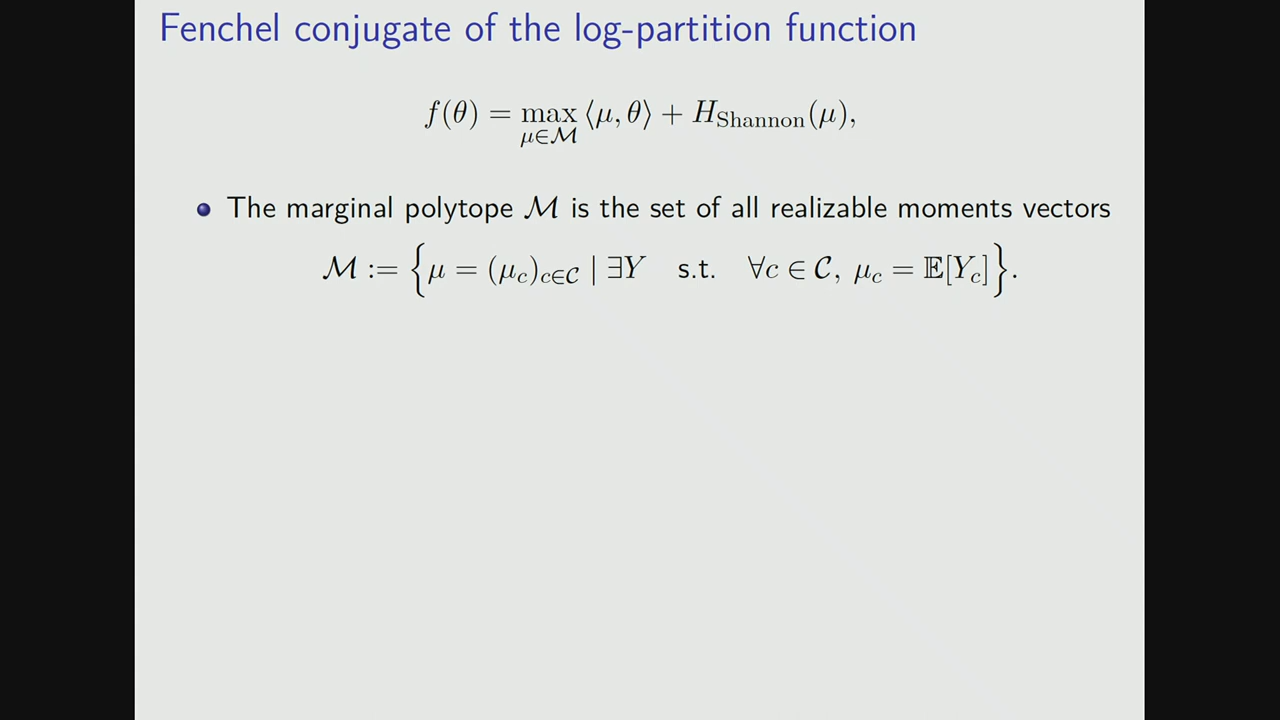 Fenchel conjugate of the log-partition function
f(θ) = max_{μ∈ℳ} ⟨μ, θ⟩ + H_Shannon(μ),
The marginal polytope ℳ is the set of all realizable moments vectors
ℳ := {μ = (μ_c)_{c∈𝒞} | ∃Y s.t. ∀c ∈ 𝒞, μ_c = 𝔼[Y_c]}.